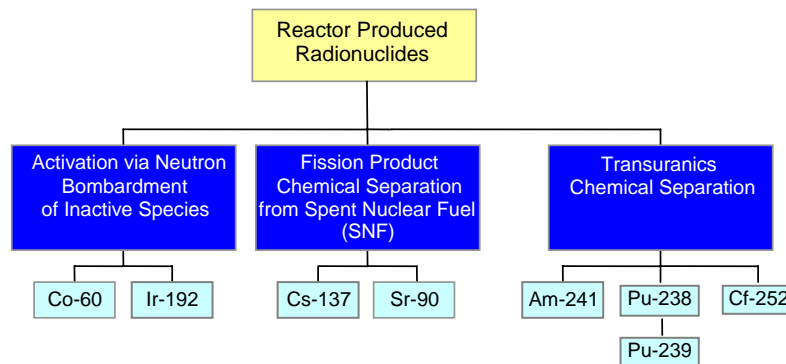 Reactor Produced
Radionuclides
Activation via Neutron
Bombardment
of Inactive Species
Fission Product
Chemical Separation
from Spent Nuclear Fuel
(SNF)
Transuranics
Chemical Separation
Co-60
Ir-192
Cs-137
Sr-90
Am-241
Pu-238
Cf-252
Pu-239